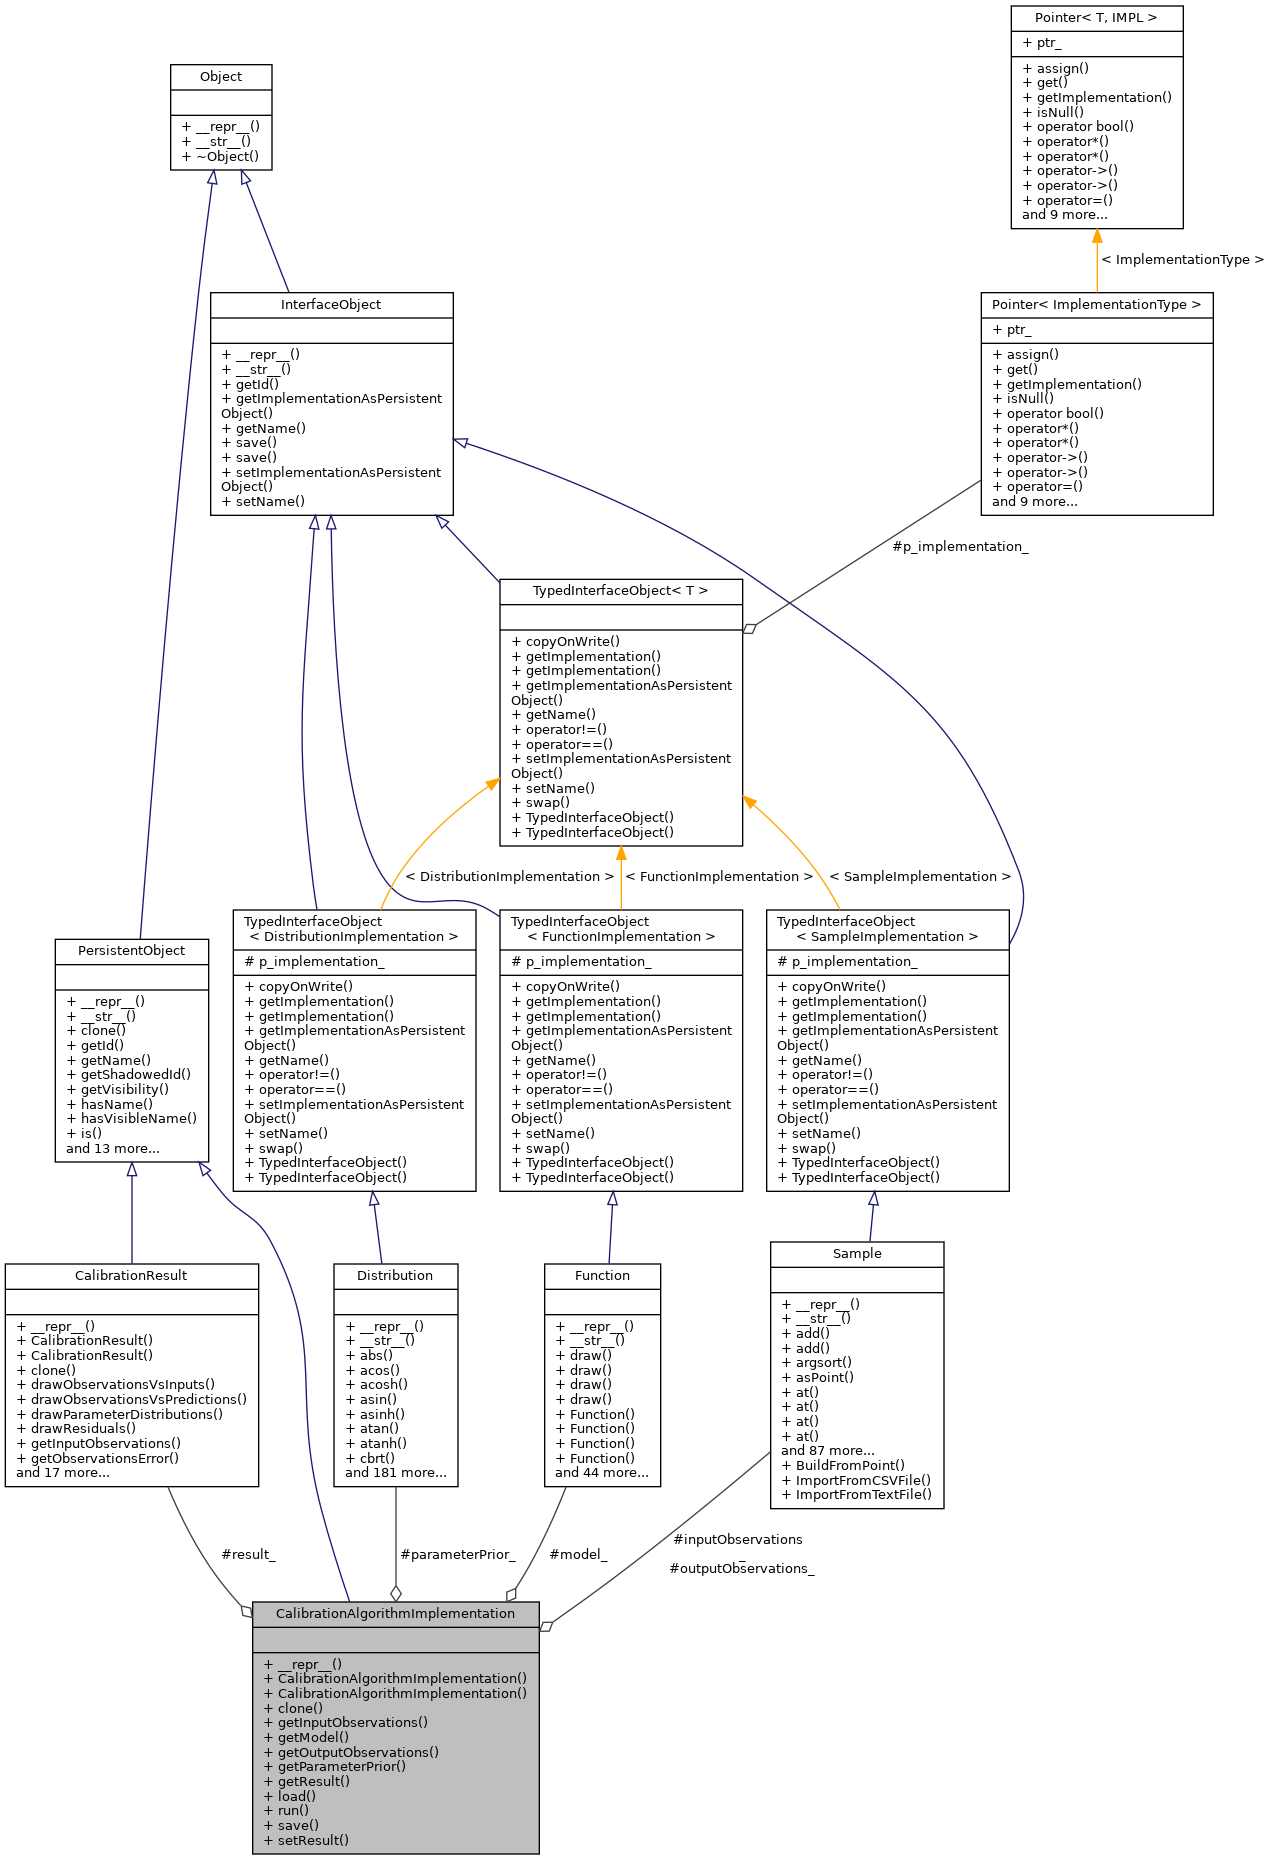 Pointer< T, IMPL >
+ ptr_
+ assign()
+ get()
+ getImplementation()
+ isNull()
+ operator bool()
+ operator*()
+ operator*()
+ operator->()
+ operator->()
+ operator=()
and 9 more...
Object
+ __repr__()
+ __str__()
+ ~Object()
< ImplementationType >
InterfaceObject
+ __repr__()
+ __str__()
+ getId()
+ getImplementationAsPersistent
Object()
+ getName()
+ save()
+ save()
+ setImplementationAsPersistent
Object()
+ setName()
Pointer< ImplementationType >
+ ptr_
+ assign()
+ get()
+ getImplementation()
+ isNull()
+ operator bool()
+ operator*()
+ operator*()
+ operator->()
+ operator->()
+ operator=()
and 9 more...
#p_implementation_
TypedInterfaceObject< T >
+ copyOnWrite()
+ getImplementation()
+ getImplementation()
+ getImplementationAsPersistent
Object()
+ getName()
+ operator!=()
+ operator==()
+ setImplementationAsPersistent
Object()
+ setName()
+ swap()
+ TypedInterfaceObject()
+ TypedInterfaceObject()
< DistributionImplementation >
< FunctionImplementation >
< SampleImplementation >
PersistentObject
+ __repr__()
+ __str__()
+ clone()
+ getId()
+ getName()
+ getShadowedId()
+ getVisibility()
+ hasName()
+ hasVisibleName()
+ is()
and 13 more...
TypedInterfaceObject
< DistributionImplementation >
# p_implementation_
+ copyOnWrite()
+ getImplementation()
+ getImplementation()
+ getImplementationAsPersistent
Object()
+ getName()
+ operator!=()
+ operator==()
+ setImplementationAsPersistent
Object()
+ setName()
+ swap()
+ TypedInterfaceObject()
+ TypedInterfaceObject()
TypedInterfaceObject
< FunctionImplementation >
# p_implementation_
+ copyOnWrite()
+ getImplementation()
+ getImplementation()
+ getImplementationAsPersistent
Object()
+ getName()
+ operator!=()
+ operator==()
+ setImplementationAsPersistent
Object()
+ setName()
+ swap()
+ TypedInterfaceObject()
+ TypedInterfaceObject()
TypedInterfaceObject
< SampleImplementation >
# p_implementation_
+ copyOnWrite()
+ getImplementation()
+ getImplementation()
+ getImplementationAsPersistent
Object()
+ getName()
+ operator!=()
+ operator==()
+ setImplementationAsPersistent
Object()
+ setName()
+ swap()
+ TypedInterfaceObject()
+ TypedInterfaceObject()
CalibrationResult
+ __repr__()
+ CalibrationResult()
+ CalibrationResult()
+ clone()
+ drawObservationsVsInputs()
+ drawObservationsVsPredictions()
+ drawParameterDistributions()
+ drawResiduals()
+ getInputObservations()
+ getObservationsError()
and 17 more...
Distribution
+ __repr__()
+ __str__()
+ abs()
+ acos()
+ acosh()
+ asin()
+ asinh()
+ atan()
+ atanh()
+ cbrt()
and 181 more...
Function
+ __repr__()
+ __str__()
+ draw()
+ draw()
+ draw()
+ draw()
+ Function()
+ Function()
+ Function()
+ Function()
and 44 more...
Sample
+ __repr__()
+ __str__()
+ add()
+ add()
+ argsort()
+ asPoint()
+ at()
+ at()
+ at()
+ at()
and 87 more...
+ BuildFromPoint()
+ ImportFromCSVFile()
+ ImportFromTextFile()
#result_
#parameterPrior_
#model_
#inputObservations
_
#outputObservations_
CalibrationAlgorithmImplementation
+ __repr__()
+ CalibrationAlgorithmImplementation()
+ CalibrationAlgorithmImplementation()
+ clone()
+ getInputObservations()
+ getModel()
+ getOutputObservations()
+ getParameterPrior()
+ getResult()
+ load()
+ run()
+ save()
+ setResult()